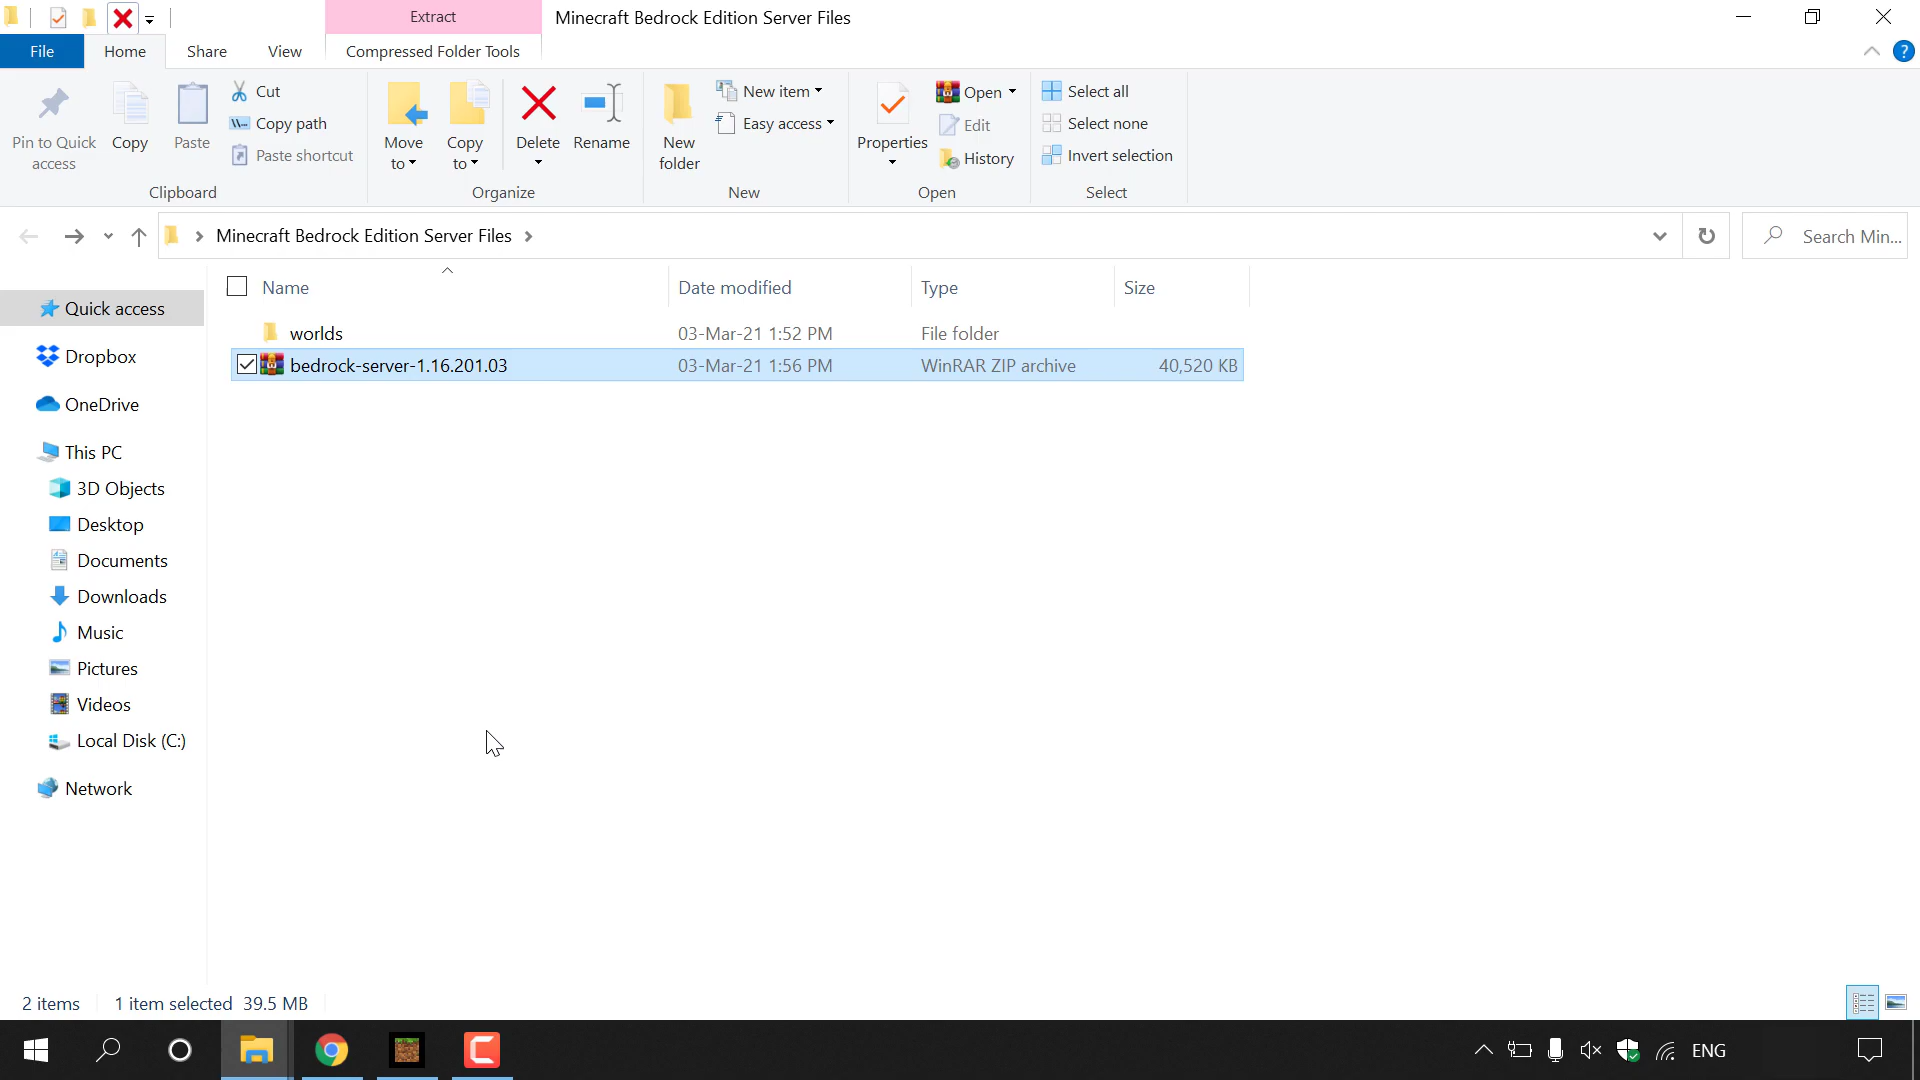 Extract
Minecraft Bedrock Edition Server Files
File
Home
Share
View
Compressed Folder Tools
Pin to Quick
access
Copy
Paste
Cut
Copy path
Paste shortcut
Clipboard
Move
to
Copy
to
Delete
Rename
Organize
New
folder
New item
Easy access
New
Properties
Open
Edit
History
Open
Select all
Select none
Invert selection
Select
Minecraft Bedrock Edition Server Files
Search Min...
Name
Date modified
Type
Size
worlds
03-Mar-21 1:52 PM
File folder
bedrock-server-1.16.201.03
03-Mar-21 1:56 PM
WinRAR ZIP archive
40,520 KB
Quick access
Dropbox
OneDrive
This PC
3D Objects
Desktop
Documents
Downloads
Music
Pictures
Videos
Local Disk (C:)
Network
2 items
1 item selected 39.5 MB
ENG